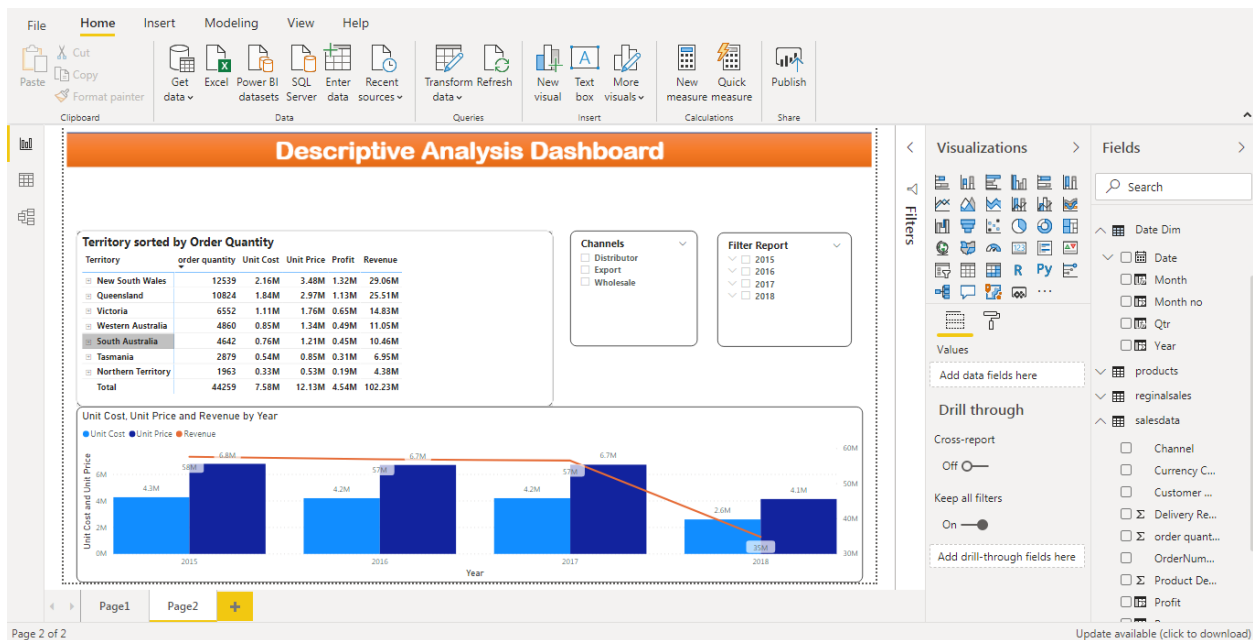 File Home Insert Modeling View Help
Paste
Cut
Copy
Format painter
Clipboard
Get data
Excel
Power BI datasets
SQL Server
Enter data
Recent sources
Data
Transform data
Refresh
Queries
New visual
Text box
More visuals
Insert
New measure
Quick measure
Calculations
Publish
Share
Descriptive Analysis Dashboard
Territory sorted by Order Quantity
Territory order quantity Unit Cost Unit Price Profit Revenue
New South Wales 12539 2.16M 3.48M 1.32M 29.06M
Queensland 10824 1.84M 2.97M 1.13M 25.51M
Victoria 6552 1.11M 1.76M 0.65M 14.83M
Western Australia 4860 0.85M 1.34M 0.49M 11.05M
South Australia 4642 0.76M 1.21M 0.45M 10.46M
Tasmania 2879 0.54M 0.85M 0.31M 6.95M
Northern Territory 1963 0.33M 0.53M 0.19M 4.38M
Total 44259 7.58M 12.13M 4.54M 102.23M
Channels
Distributor
Export
Wholesale
Filter Report
2015
2016
2017
2018
Unit Cost, Unit Price and Revenue by Year
Unit Cost Unit Price Revenue
Unit Cost and Unit Price
6M
4M
2M
0M
4.3M 6.8M 58M
4.2M 6.7M 57M
4.2M 6.7M 57M
2.6M 4.1M 35M
60M
50M
40M
30M
2015 2016 2017 2018
Year
Filters
Visualizations
123
R Py
...
Values
Add data fields here
Drill through
Cross-report
Off
Keep all filters
On
Add drill-through fields here
Fields
Search
Date Dim
Date
Month
Month no
Qtr
Year
products
reginalsales
salesdata
Channel
Currency C...
Customer ...
Σ Delivery Re...
Σ order quant...
OrderNum...
Σ Product De...
Profit
Page1 Page2 +
Page 2 of 2
Update available (click to download)